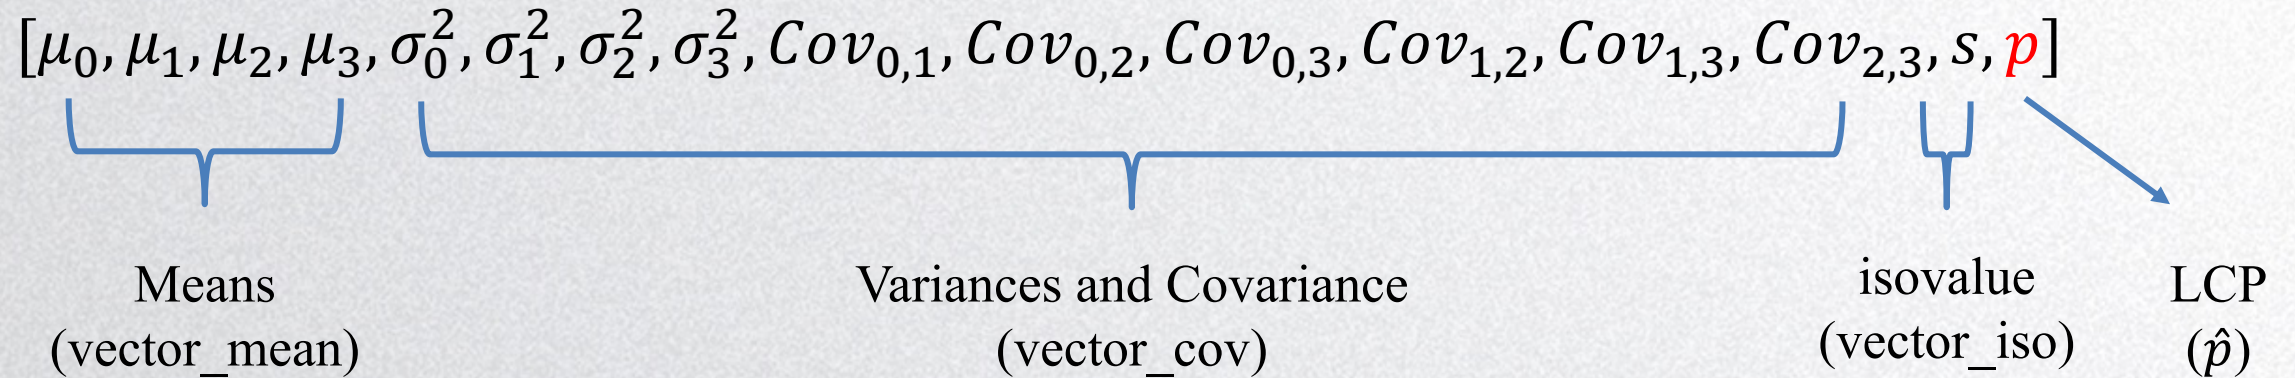 [μ₀, μ₁, μ₂, μ₃, σ₀², σ₁², σ₂², σ₃², Cov₀,₁, Cov₀,₂, Cov₀,₃, Cov₁,₂, Cov₁,₃, Cov₂,₃, s, p]
Means
(vector_mean)
Variances and Covariance
(vector_cov)
isovalue
(vector_iso)
LCP
(p̂)